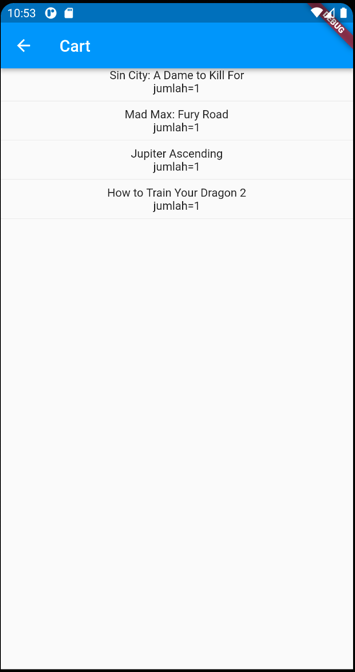 10:53
DEBUG
Cart
Sin City: A Dame to Kill For
jumlah=1
Mad Max: Fury Road
jumlah=1
Jupiter Ascending
jumlah=1
How to Train Your Dragon 2
jumlah=1